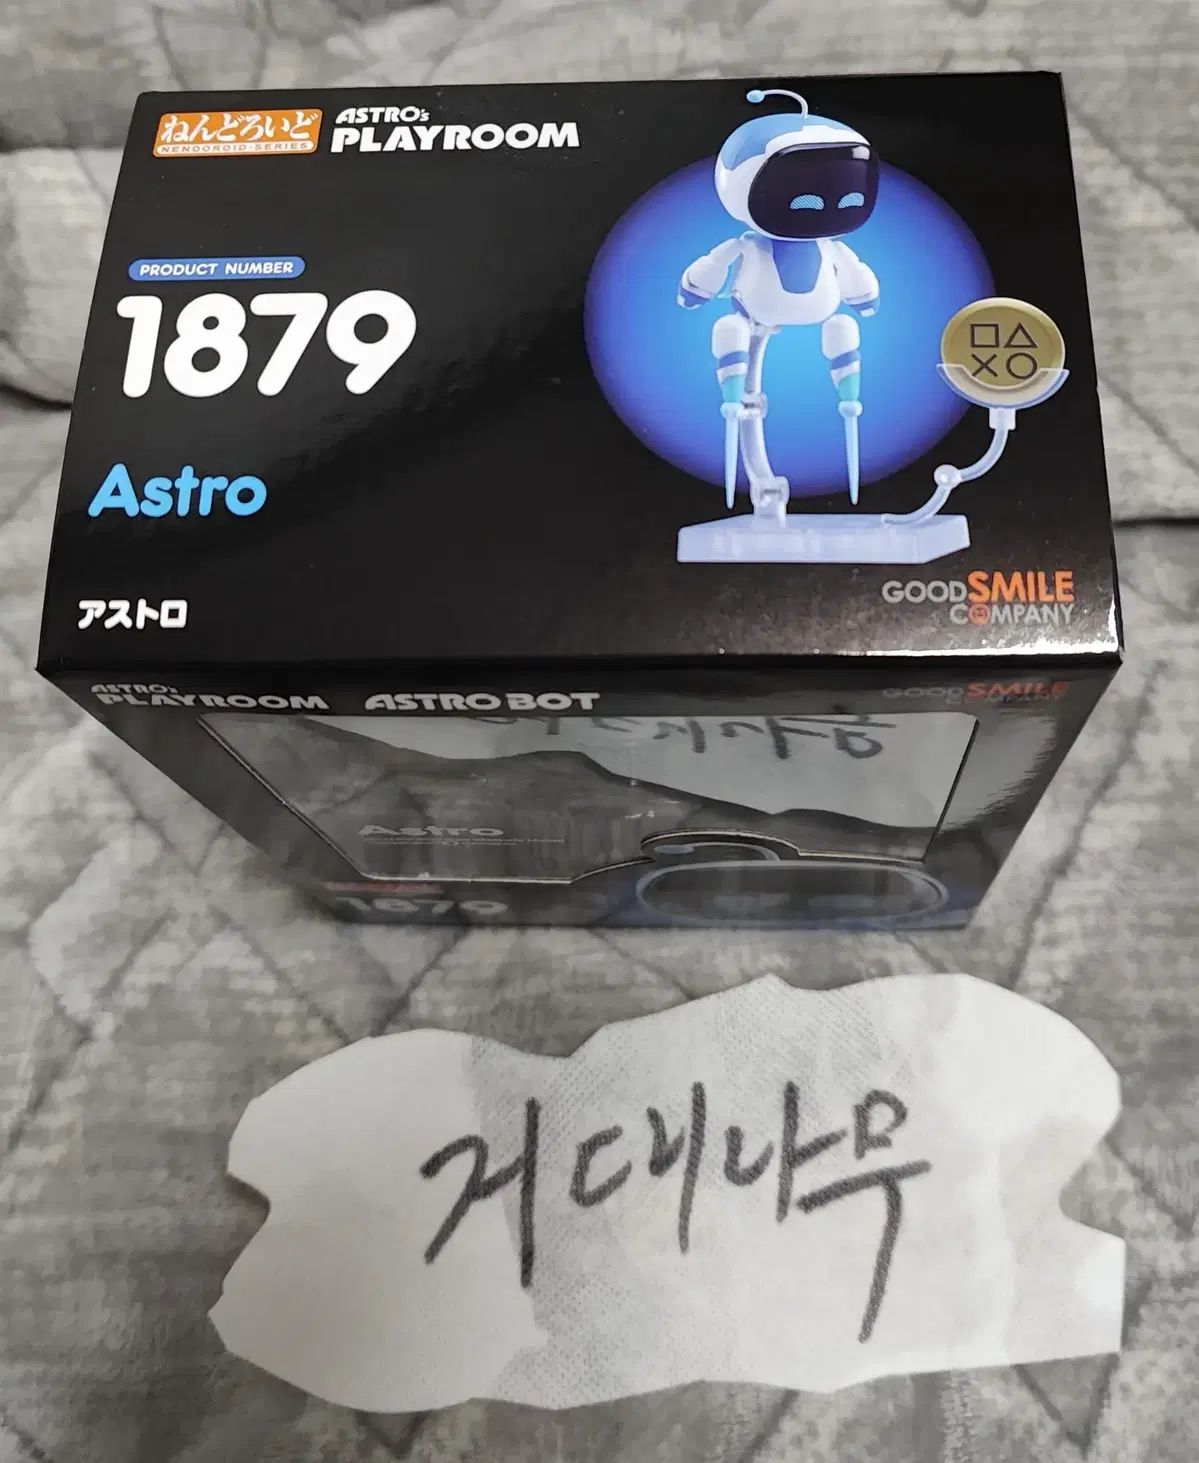 ねんどろいど
NENDOROID SERIES
ASTRO's
PLAYROOM
PRODUCT NUMBER
1879
Astro
アストロ
GOOD SMILE
COMPANY
ASTRO's
PLAYROOM
ASTRO BOT
GOOD SMILE
COMPANY
Astro
1879
거대나무